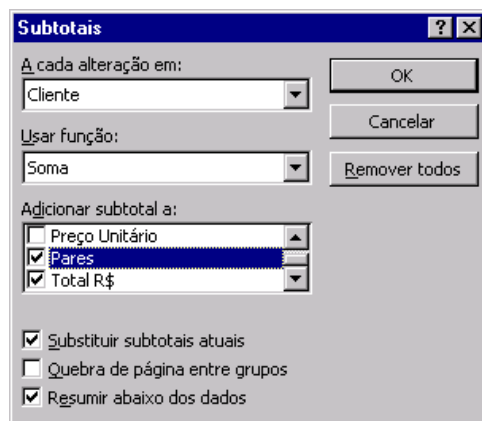 Subtotais
A cada alteração em:
Cliente
OK
Cancelar
Usar função:
Soma
Remover todos
Adicionar subtotal a:
Preço Unitário
Pares
Total R$
Substituir subtotais atuais
Quebra de página entre grupos
Resumir abaixo dos dados